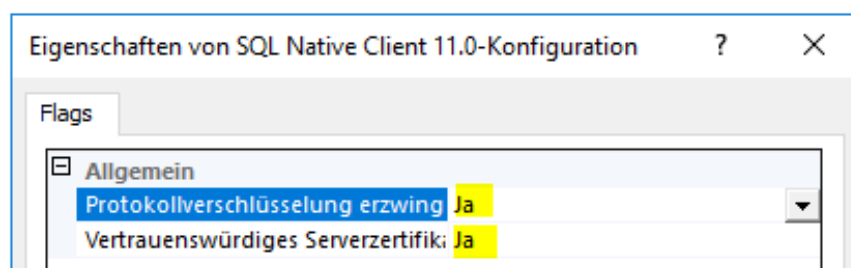 Eigenschaften von SQL Native Client 11.0-Konfiguration ?
Flags
Allgemein
Protokollverschlüsselung erzwing Ja
Vertrauenswürdiges Serverzertifik Ja